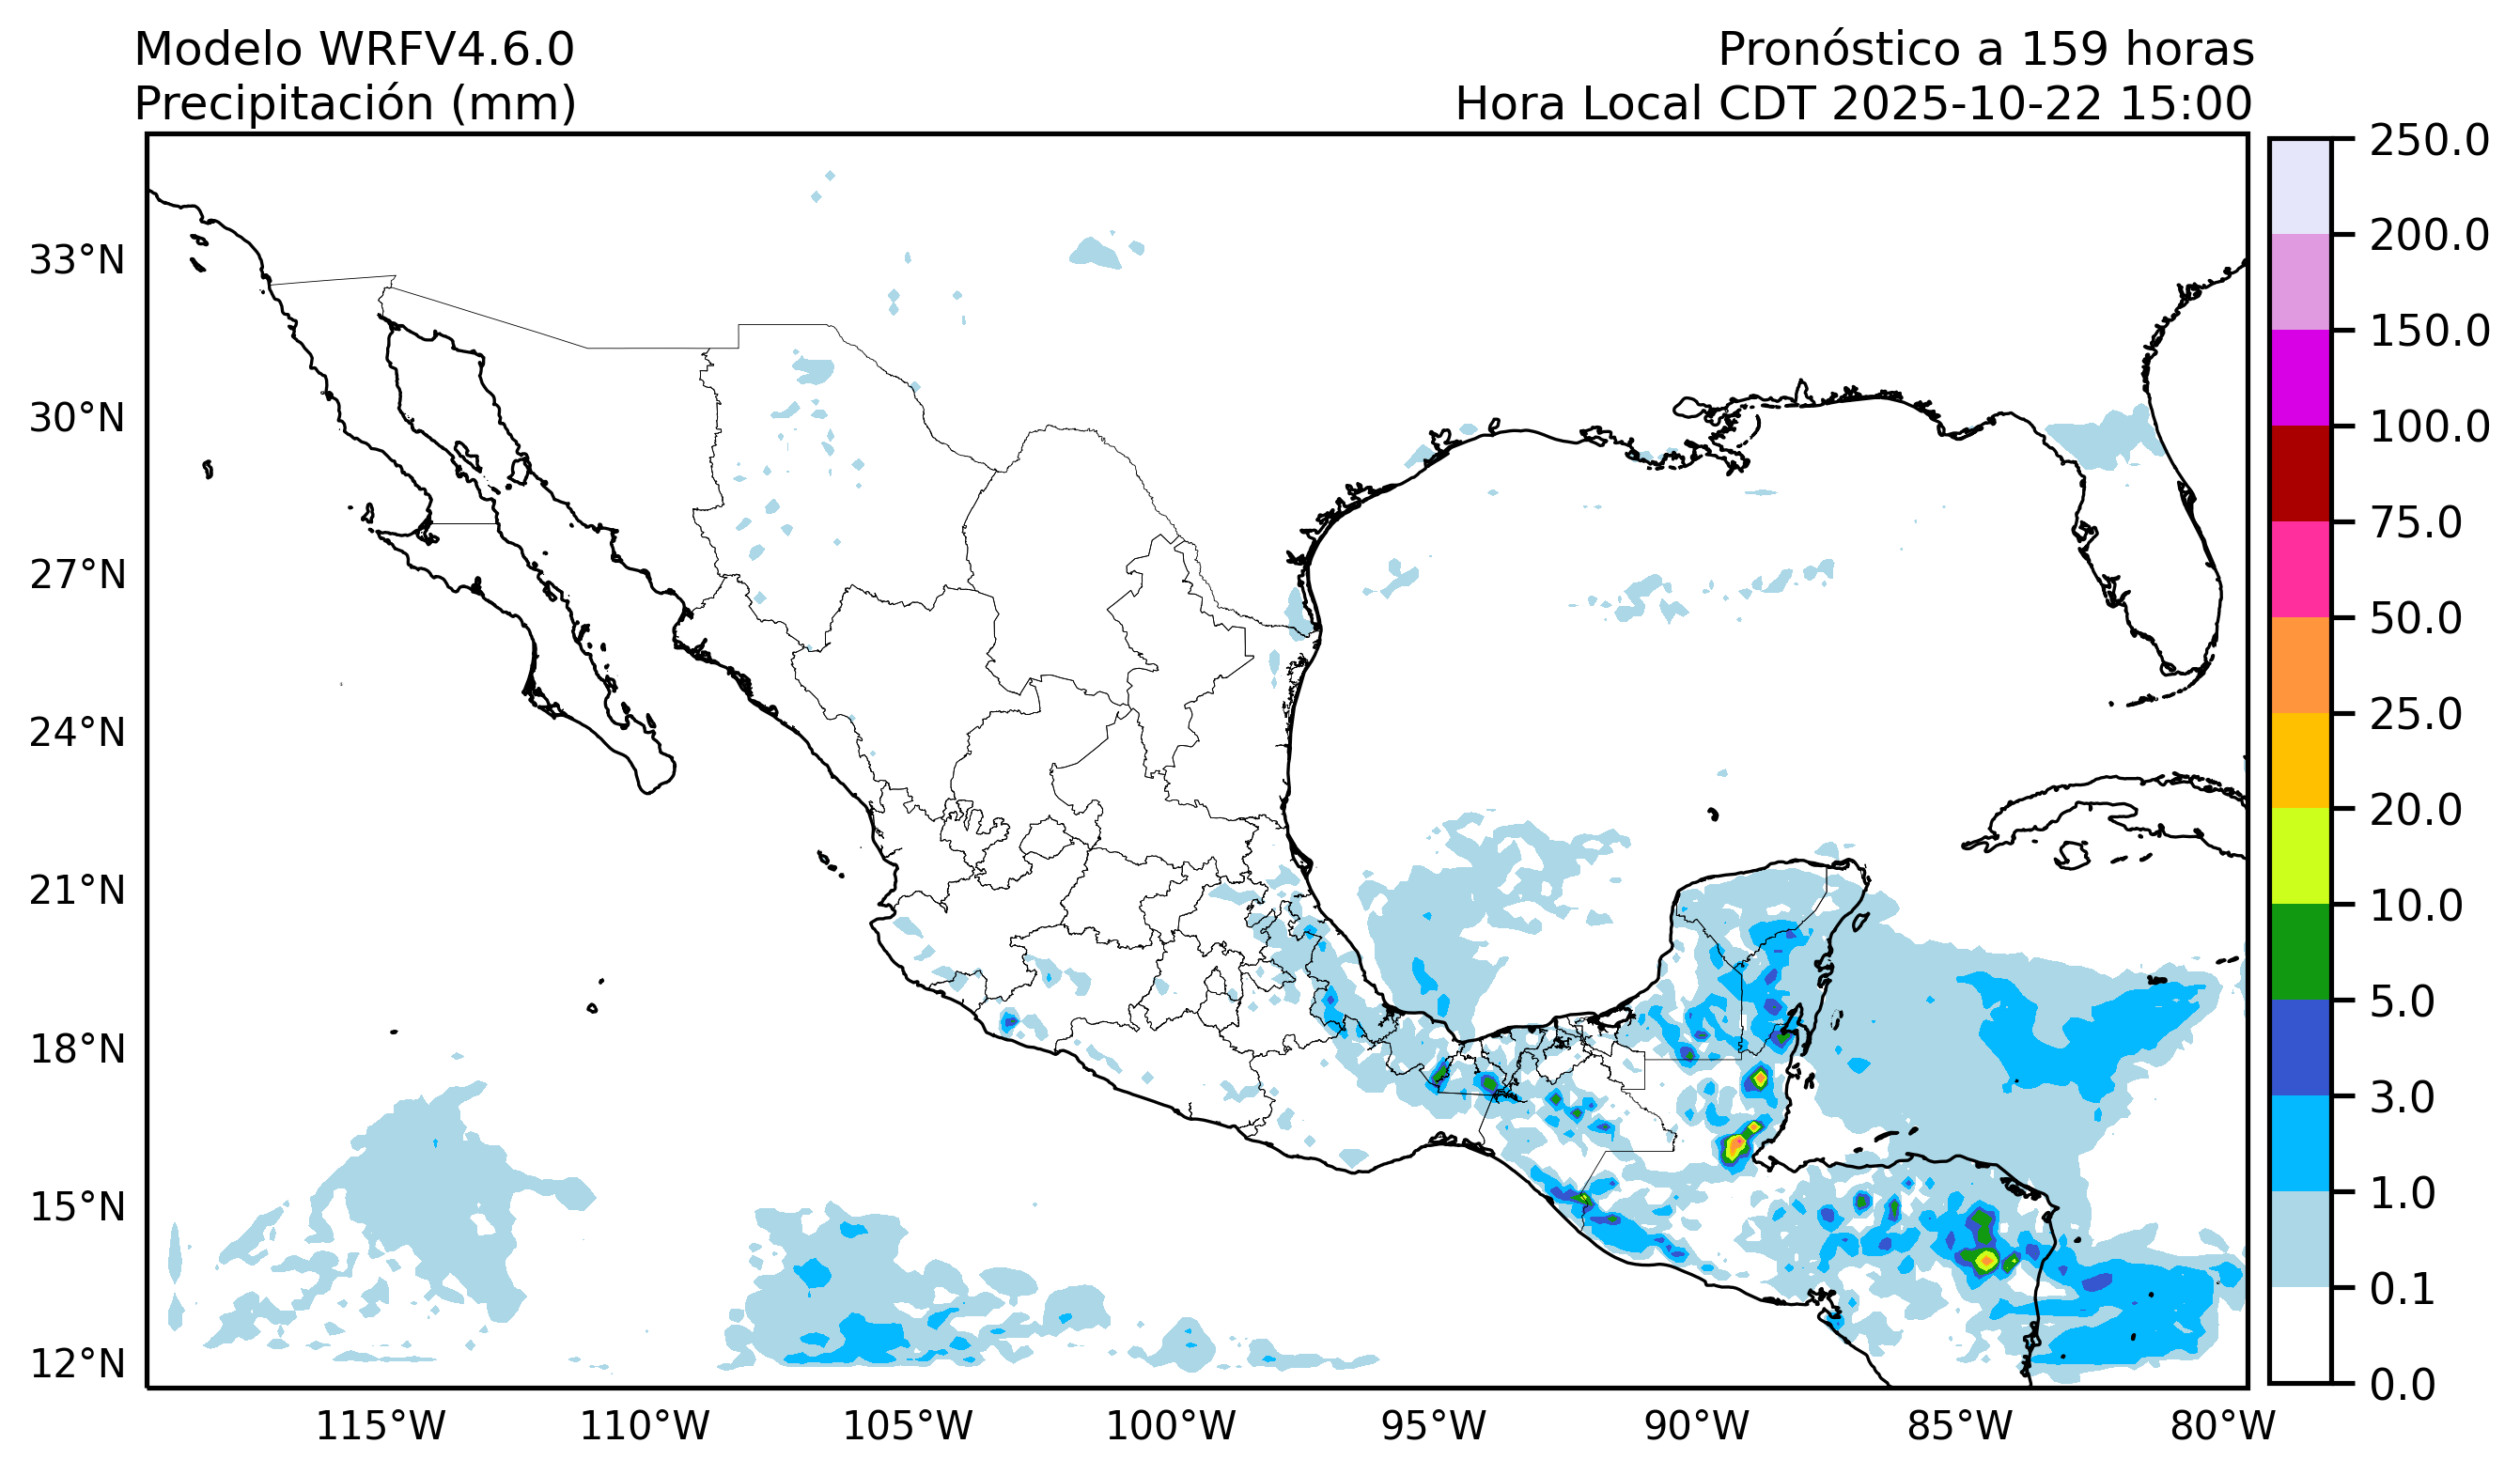 Modelo WRFV4.6.0
Precipitación (mm)
Pronóstico a 159 horas
Hora Local CDT 2025-10-22 15:00
33°N
30°N
27°N
24°N
21°N
18°N
15°N
12°N
115°W
110°W
105°W
100°W
95°W
90°W
85°W
80°W
250.0
200.0
150.0
100.0
75.0
50.0
25.0
20.0
10.0
5.0
3.0
1.0
0.1
0.0